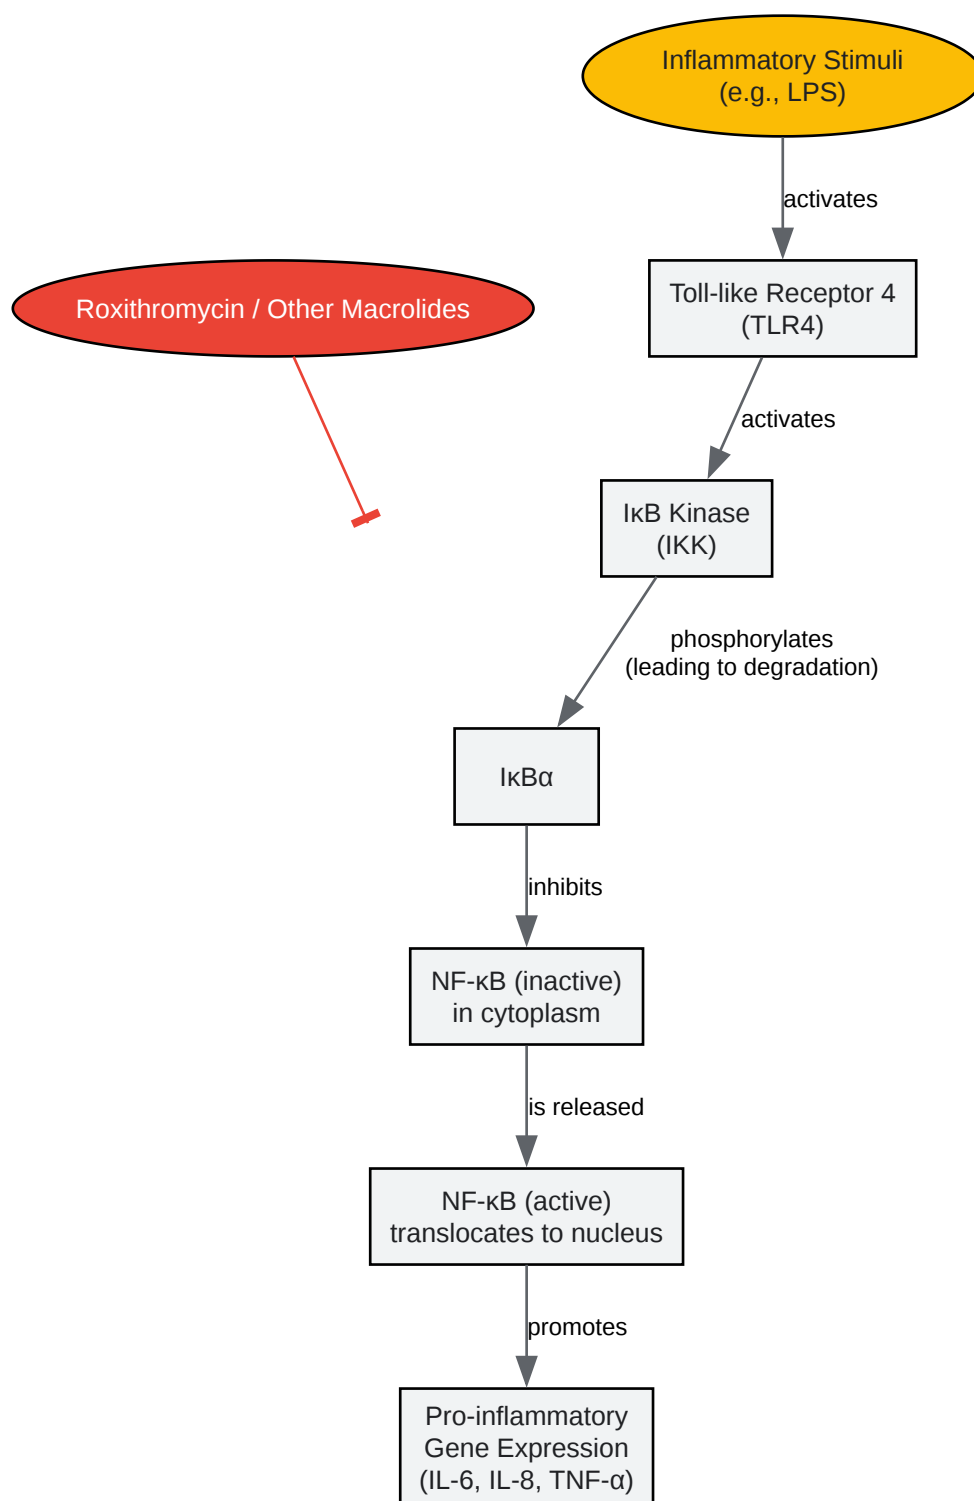 Inflammatory Stimuli
(e.g., LPS)
activates
Roxithromycin / Other Macrolides
Toll-like Receptor 4
(TLR4)
activates
IκB Kinase
(IKK)
phosphorylates
(leading to degradation)
IκBα
inhibits
NF-κB (inactive)
in cytoplasm
is released
NF-κB (active)
translocates to nucleus
promotes
Pro-inflammatory
Gene Expression
(IL-6, IL-8, TNF-α)